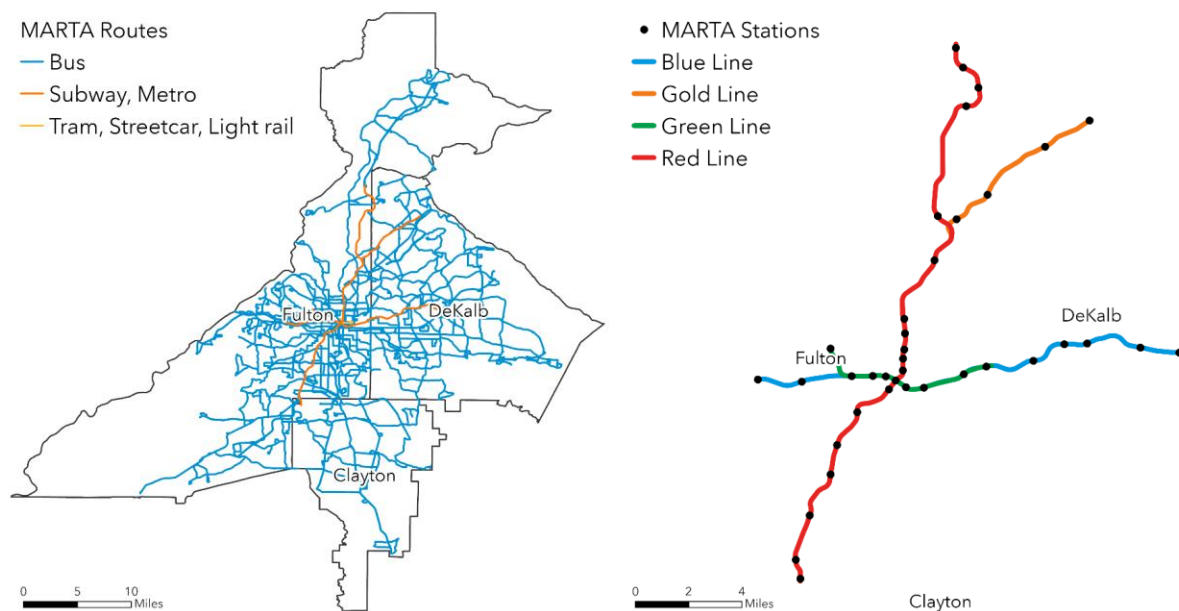 MARTA Routes
Bus
Subway, Metro
Tram, Streetcar, Light rail
Fulton
DeKalb
Clayton
0 5 10
Miles
MARTA Stations
Blue Line
Gold Line
Green Line
Red Line
DeKalb
Fulton
Clayton
0 2 4
Miles